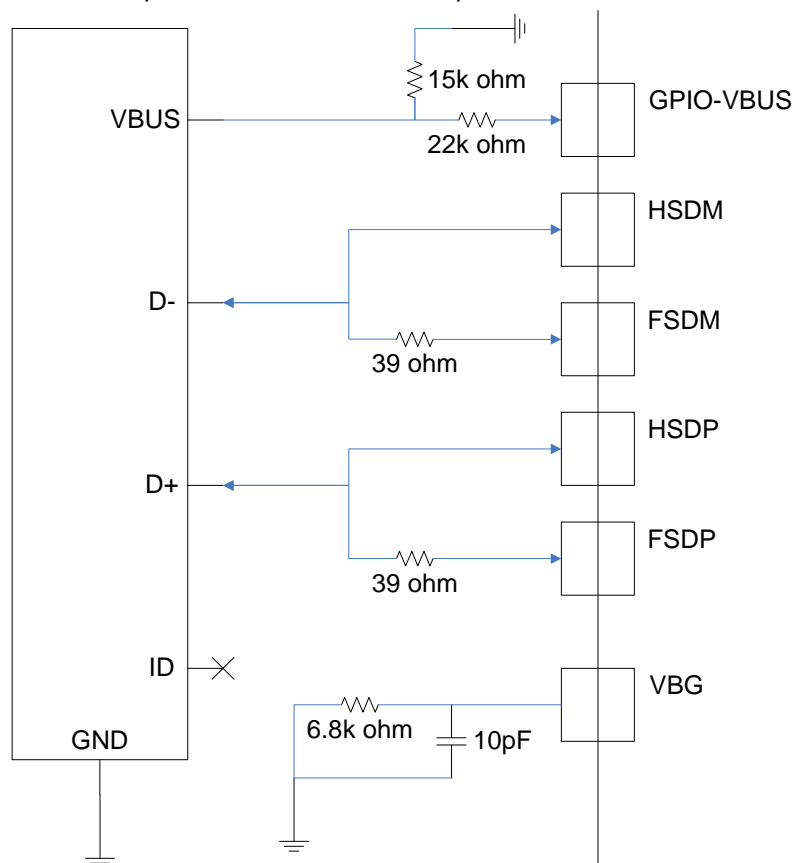 15k ohm
GPIO-VBUS
VBUS
22k ohm
HSDM
D-
FSDM
39 ohm
HSDP
D+
FSDP
39 ohm
ID
VBG
6.8k ohm
10pF
GND